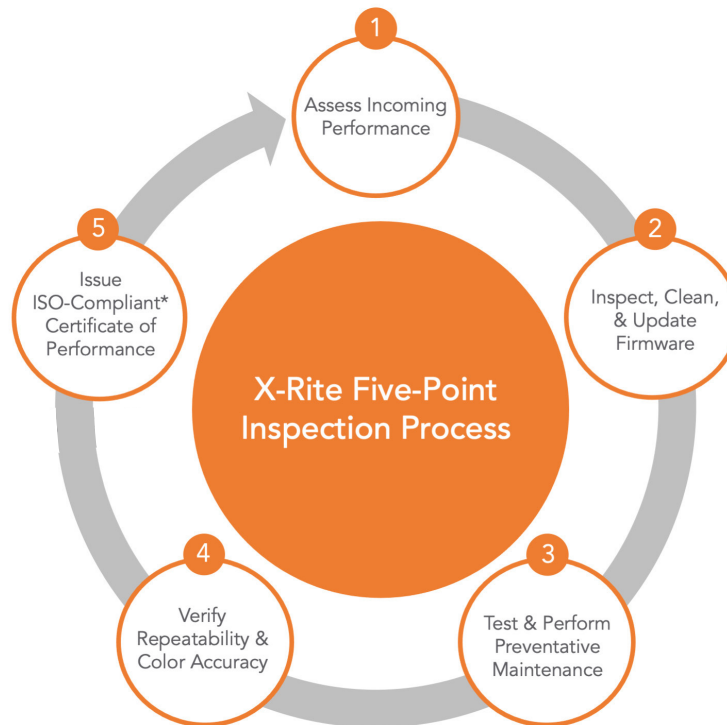 1
Assess Incoming
Performance
2
Inspect, Clean,
& Update
Firmware
3
Test & Perform
Preventative
Maintenance
4
Verify
Repeatability &
Color Accuracy
5
Issue
ISO-Compliant*
Certificate of
Performance
X-Rite Five-Point
Inspection Process